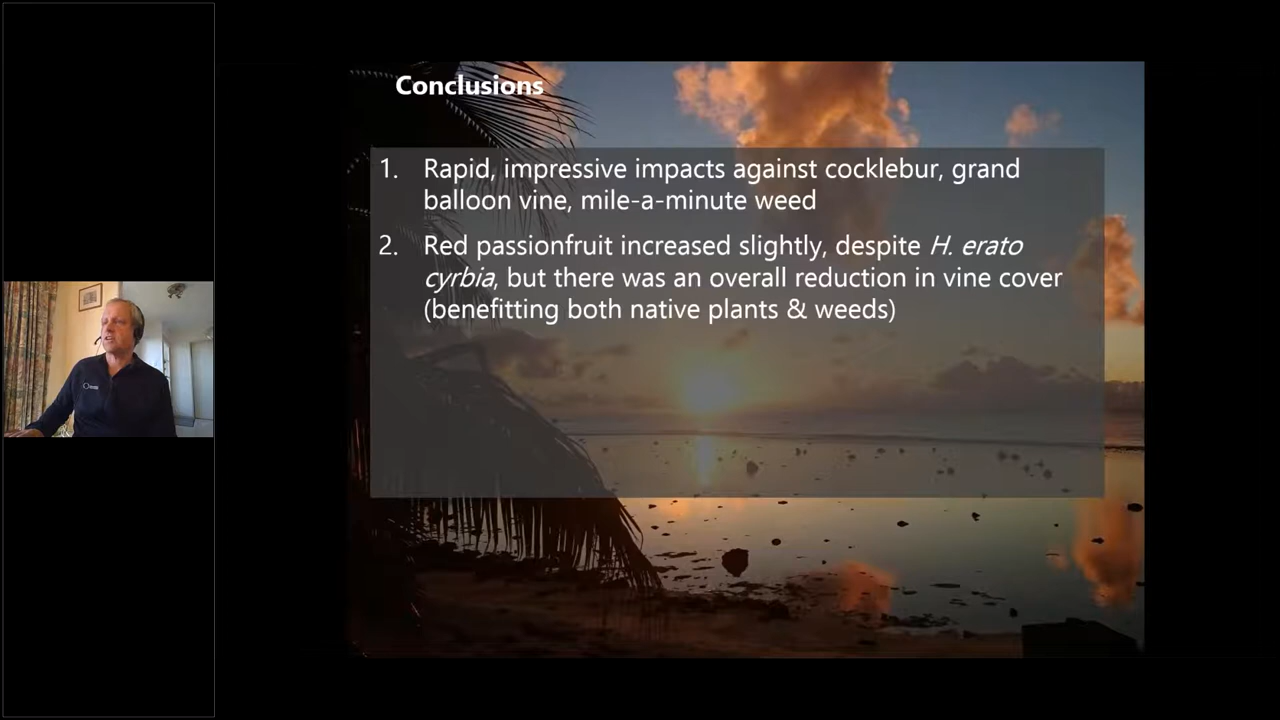 Conclusions
1. Rapid, impressive impacts against cocklebur, grand
balloon vine, mile-a-minute weed
2. Red passionfruit increased slightly, despite H. erato
cyrbia, but there was an overall reduction in vine cover
(benefitting both native plants & weeds)